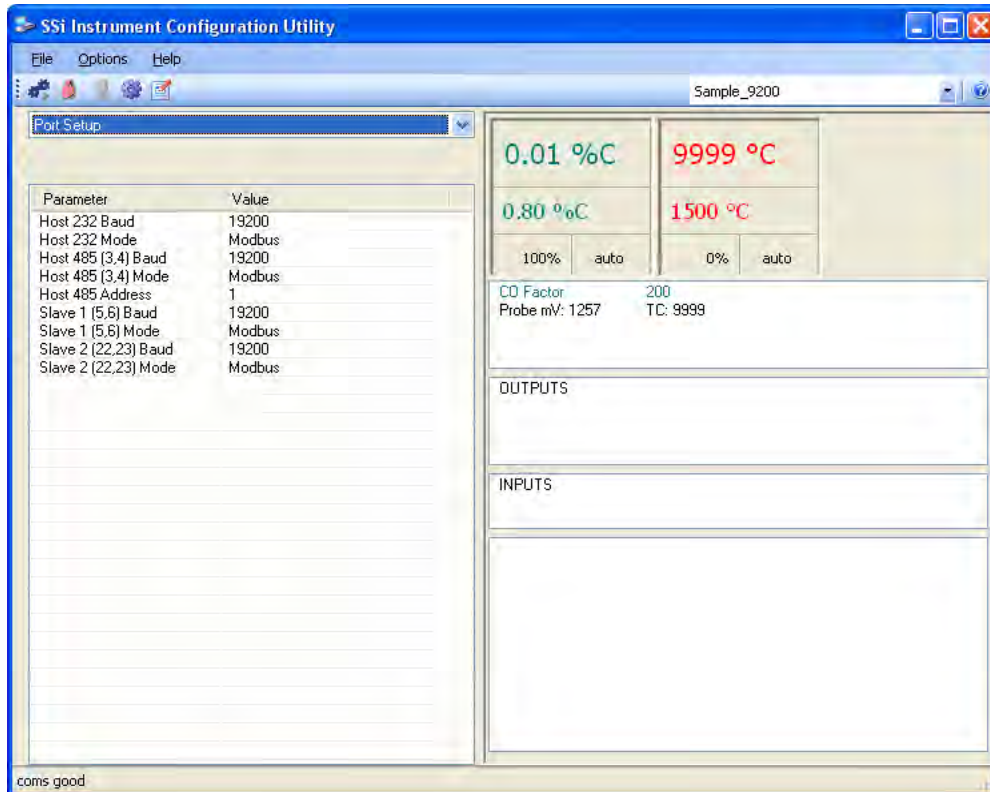 SSi Instrument Configuration Utility
File Options Help
Sample_9200
Port Setup
Parameter Value
Host 232 Baud 19200
Host 232 Mode Modbus
Host 485 (3,4) Baud 19200
Host 485 (3,4) Mode Modbus
Host 485 Address 1
Slave 1 (5,6) Baud 19200
Slave 1 (5,6) Mode Modbus
Slave 2 (22,23) Baud 19200
Slave 2 (22,23) Mode Modbus
0.01 %C 9999 °C
0.80 %C 1500 °C
100% auto 0% auto
CO Factor 200
Probe mV: 1257 TC: 9999
OUTPUTS
INPUTS
coms good